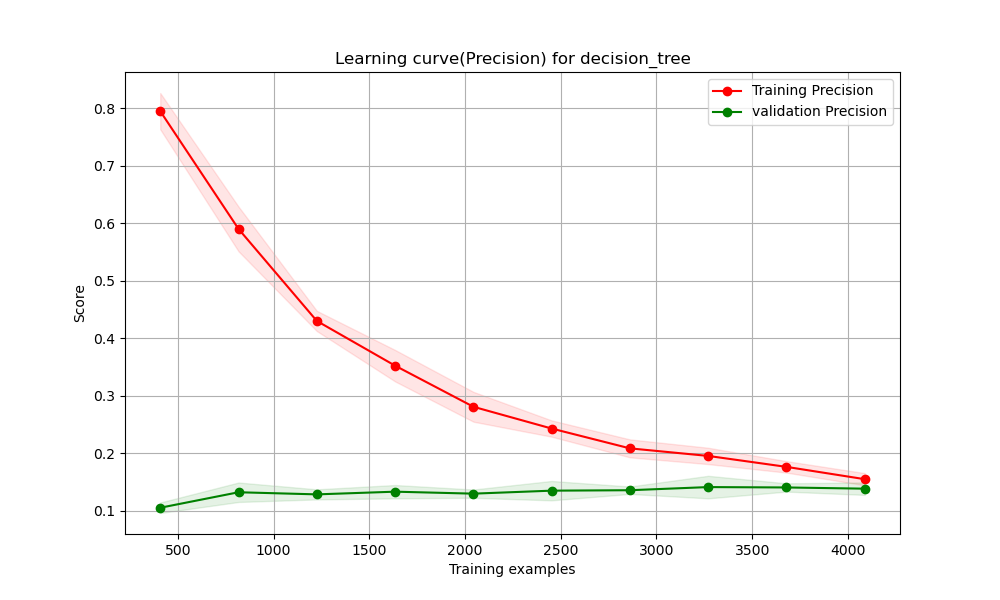 Learning curve(Precision) for decision_tree
Training Precision
validation Precision
0.8
0.7
0.6
0.5
0.4
0.3
0.2
0.1
Score
500 1000 1500 2000 2500 3000 3500 4000
Training examples